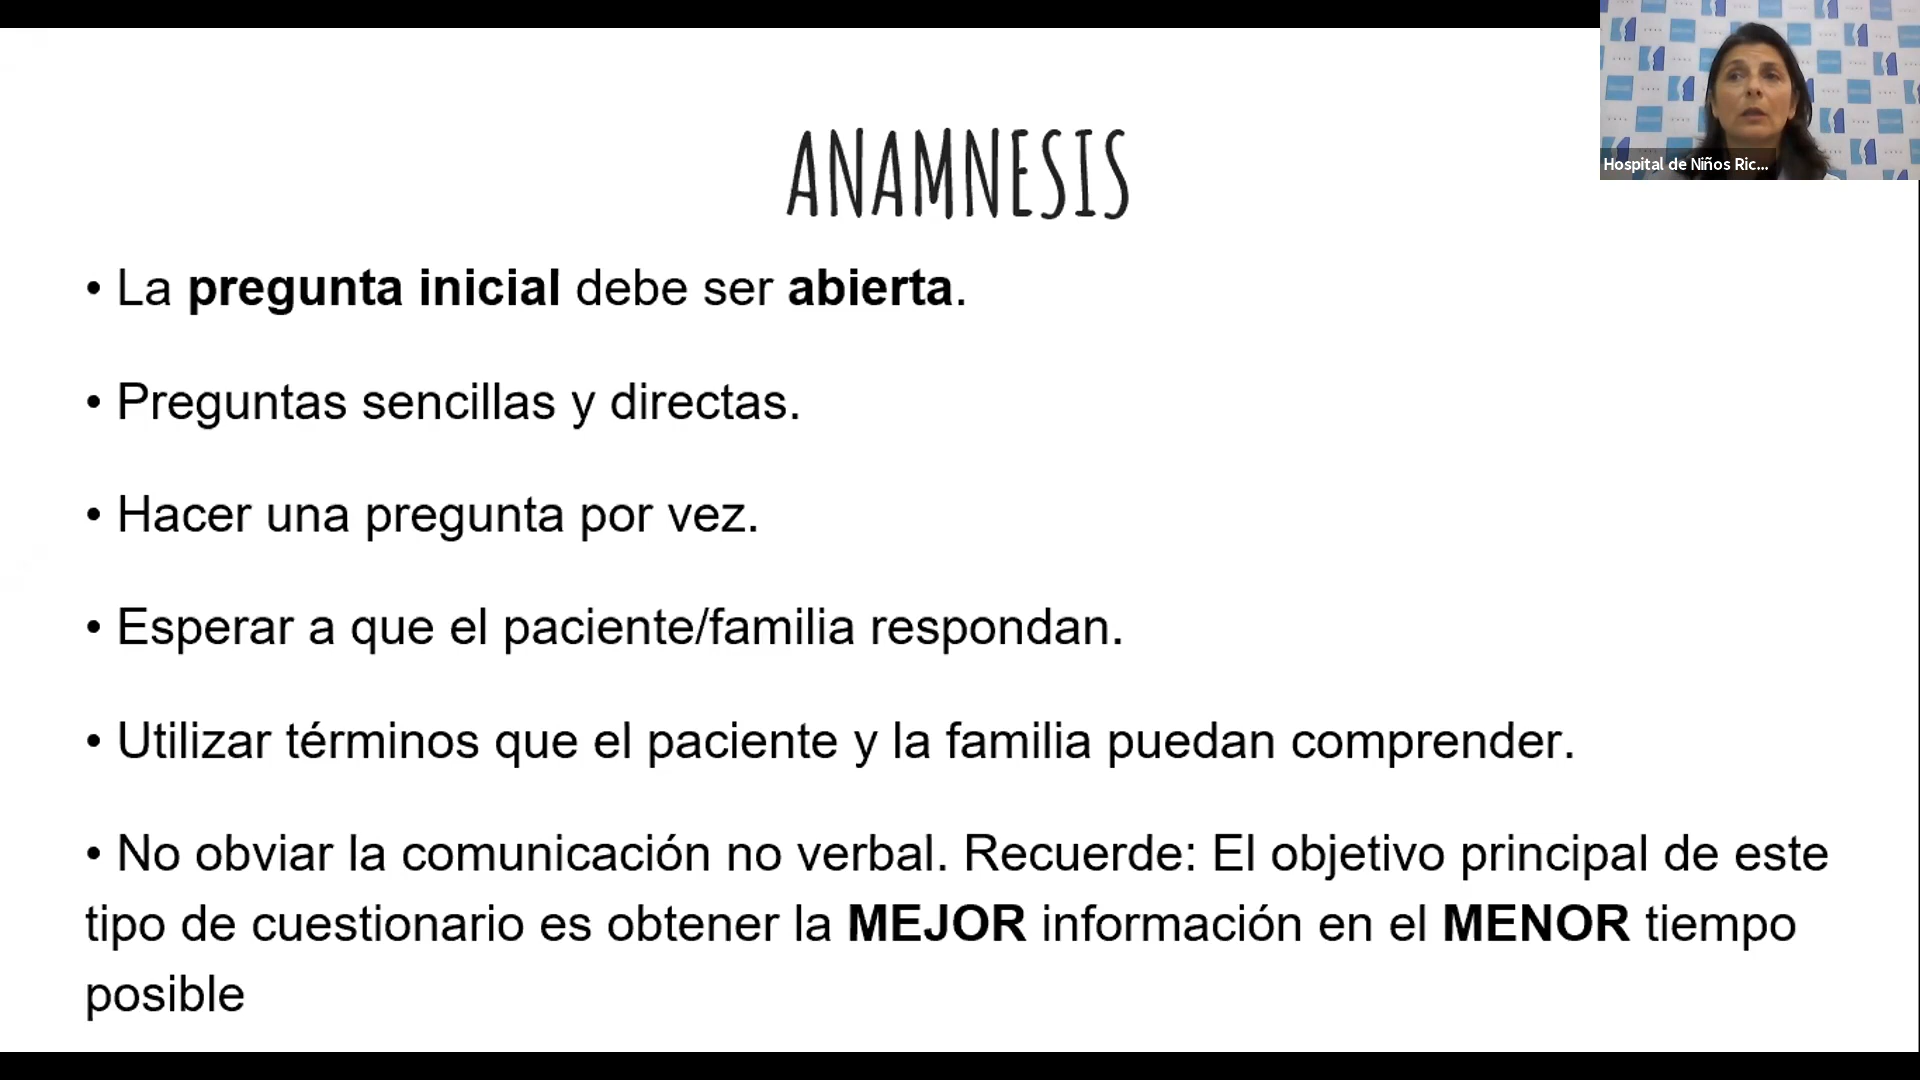 Hospital de Niños Ric...
ANAMNESIS
• La pregunta inicial debe ser abierta.
• Preguntas sencillas y directas.
• Hacer una pregunta por vez.
• Esperar a que el paciente/familia respondan.
• Utilizar términos que el paciente y la familia puedan comprender.
• No obviar la comunicación no verbal. Recuerde: El objetivo principal de este
tipo de cuestionario es obtener la MEJOR información en el MENOR tiempo
posible